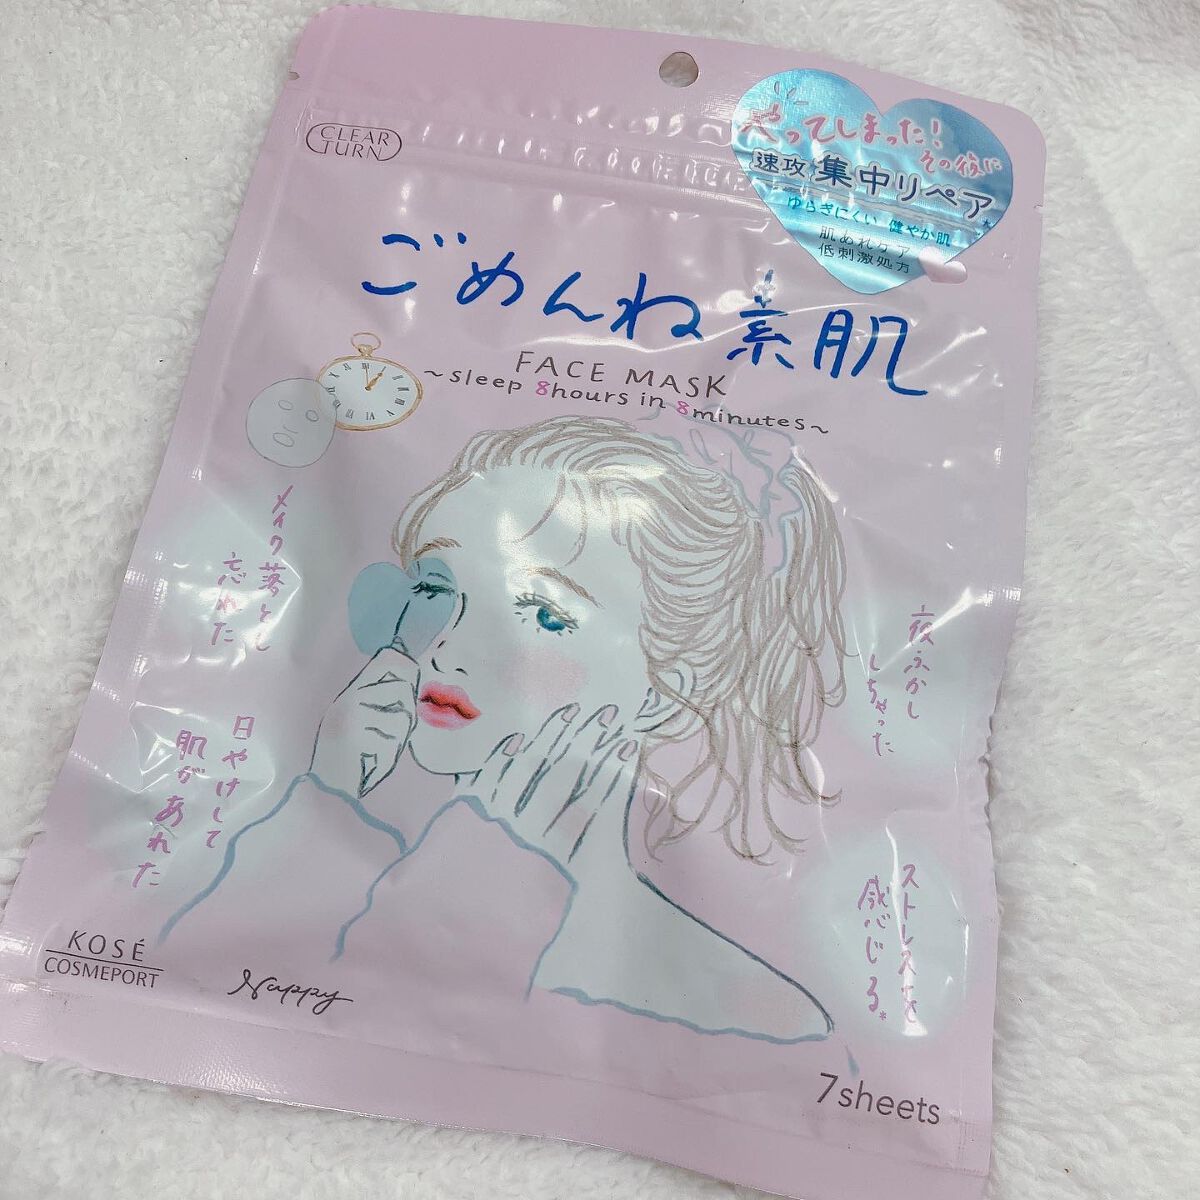 CLEAR
TURN
やってしまった!
その後に
速攻 集中リペア*
ゆらぎにくい 健やか肌
肌あれケア
低刺激処方
ごめんね素肌
FACE MASK
~sleep 8hours in 8minutes~
メイク落とし
忘れた
夜ふかし
しちゃった
日やけして
肌があれた
ストレスを
感じる*
KOSÉ
COSMEPORT
Nappy
7sheets